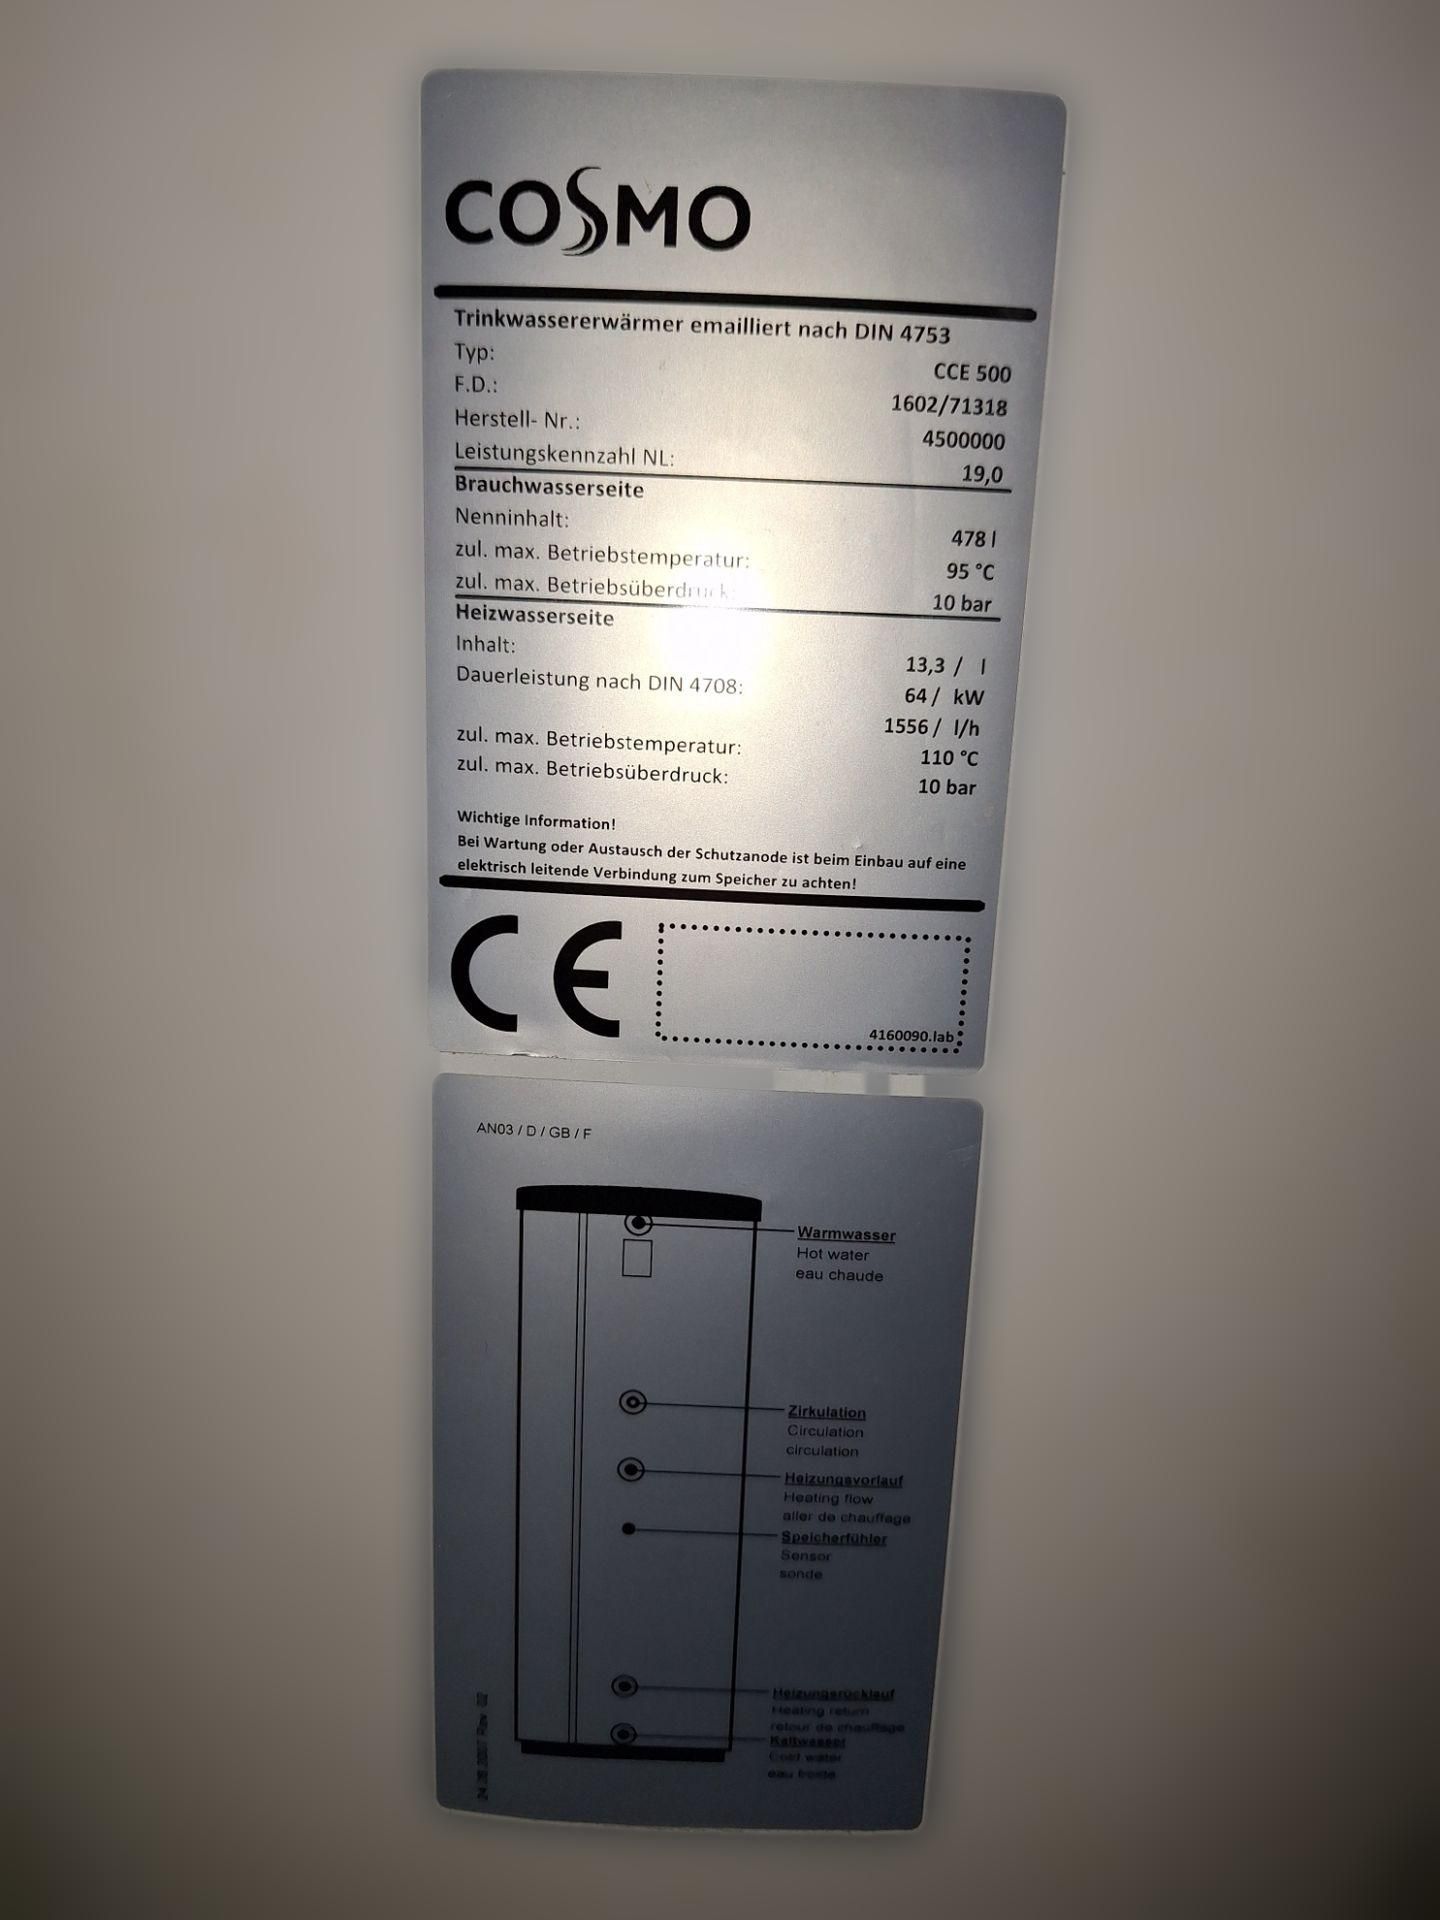 COSMO
Trinkwassererwärmer emailliert nach DIN 4753
Typ: CCE 500
F.D.: 1602/71318
Herstell- Nr.: 4500000
Leistungskennzahl NL: 19,0
Brauchwasserseite
Nenninhalt: 478 l
zul. max. Betriebstemperatur: 95 °C
zul. max. Betriebsüberdruck: 10 bar
Heizwasserseite
Inhalt: 13,3 / l
Dauerleistung nach DIN 4708: 64 / kW
1556 / l/h
zul. max. Betriebstemperatur: 110 °C
zul. max. Betriebsüberdruck: 10 bar
Wichtige Information!
Bei Wartung oder Austausch der Schutzanode ist beim Einbau auf eine
elektrisch leitende Verbindung zum Speicher zu achten!
CE
4160090.lab
AN03 / D / GB / F
Warmwasser
Hot water
eau chaude
Zirkulation
Circulation
circulation
Heizungsvorlauf
Heating flow
aller de chauffage
Speicherfühler
Sensor
sonde
Heizungsrücklauf
Heating return
retour de chauffage
Kaltwasser
Cold water
eau froide
Rev 02